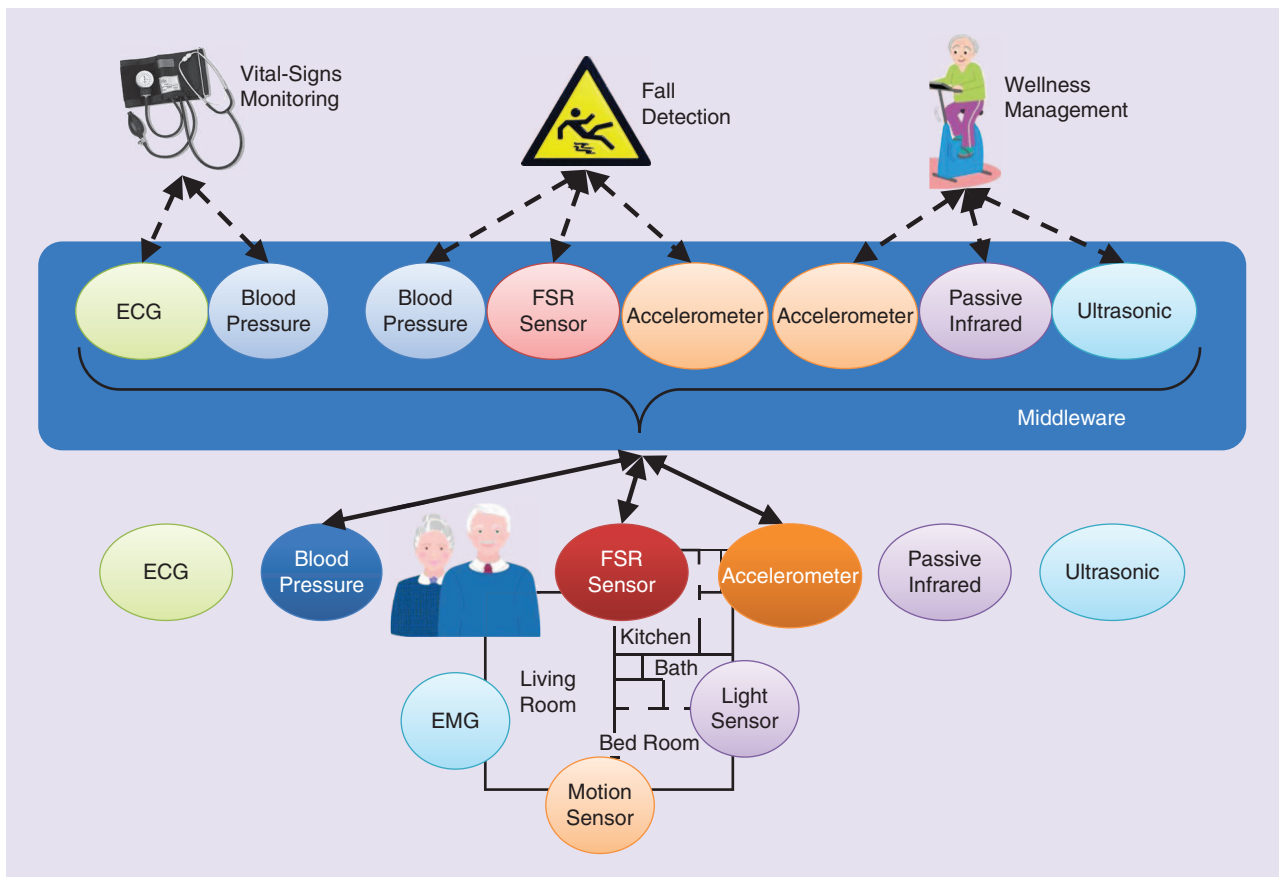 Vital-Signs
Monitoring
Fall
Detection
Wellness
Management
ECG
Blood
Pressure
Blood
Pressure
FSR
Sensor
Accelerometer
Accelerometer
Passive
Infrared
Ultrasonic
Middleware
ECG
Blood
Pressure
FSR
Sensor
Accelerometer
Passive
Infrared
Ultrasonic
Kitchen
Bath
Living
Room
EMG
Light
Sensor
Bed Room
Motion
Sensor